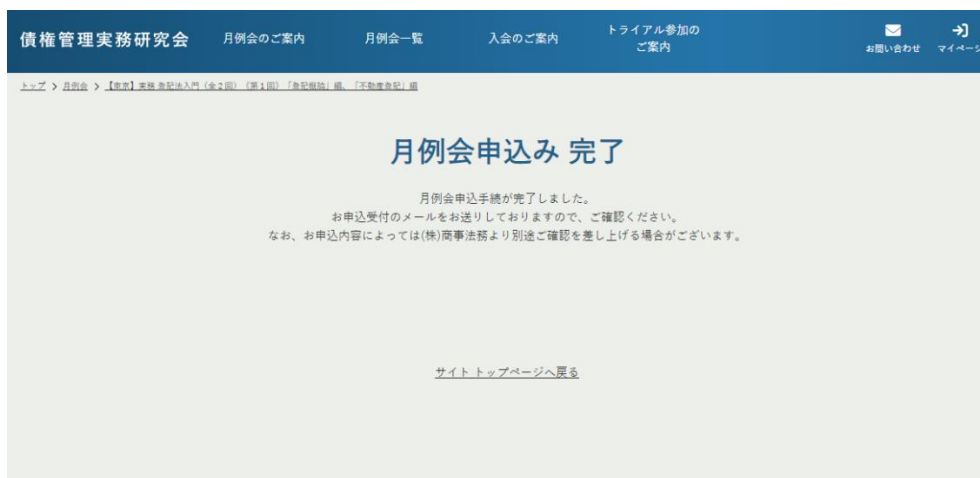 債権管理実務研究会
月例会のご案内
月例会一覧
入会のご案内
トライアル参加の
ご案内
お問い合わせ
マイページ
トップ > 月例会 > 【東京】実務 登記法入門（全２回）（第１回）「登記概論」編、「不動産登記」編
月例会申込み 完了
月例会申込手続が完了しました。
お申込受付のメールをお送りしておりますので、ご確認ください。
なお、お申込内容によっては(株)商事法務より別途ご確認を差し上げる場合がございます。
サイト トップページへ戻る